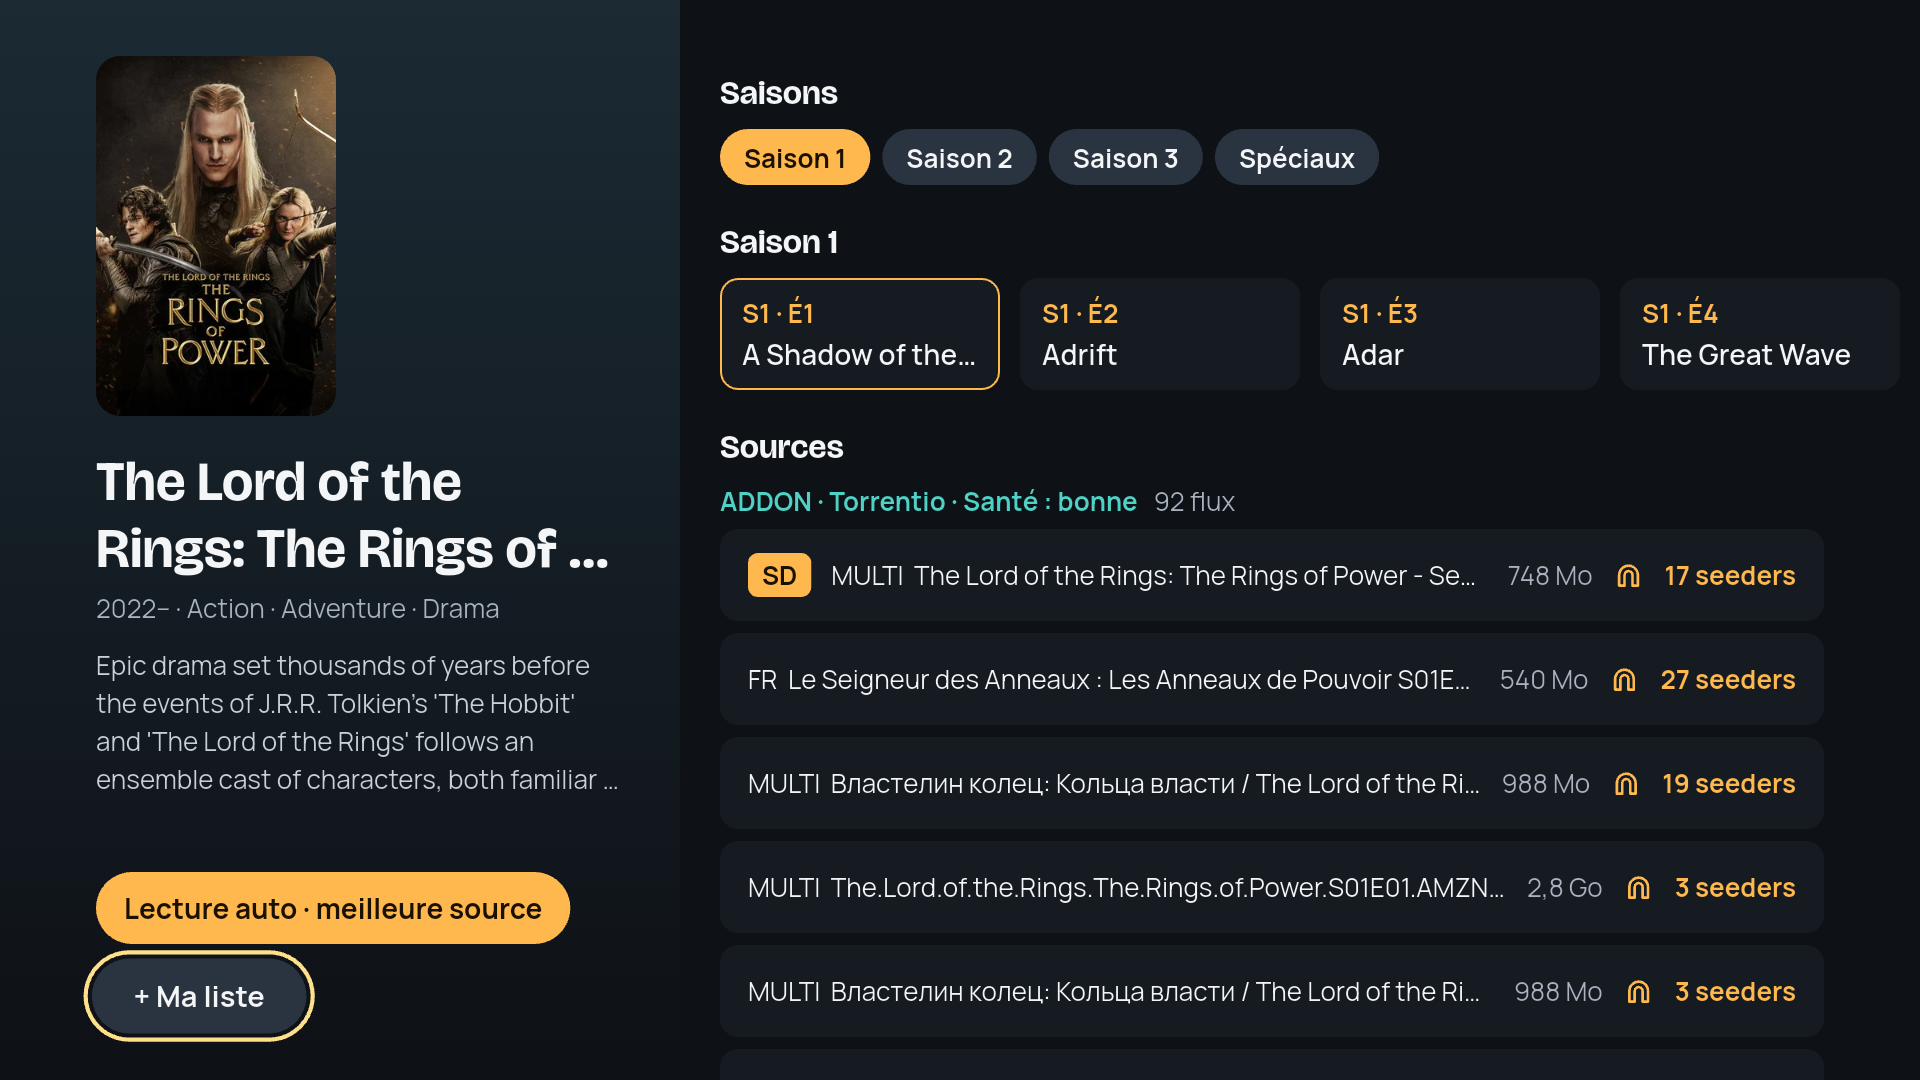 THE LORD OF THE RINGS
THE
RINGS
OF
POWER
The Lord of the
Rings: The Rings of ...
2022– · Action · Adventure · Drama
Epic drama set thousands of years before
the events of J.R.R. Tolkien's 'The Hobbit'
and 'The Lord of the Rings' follows an
ensemble cast of characters, both familiar ...
Lecture auto · meilleure source
+ Ma liste
Saisons
Saison 1
Saison 2
Saison 3
Spéciaux
Saison 1
S1 · É1
A Shadow of the...
S1 · É2
Adrift
S1 · É3
Adar
S1 · É4
The Great Wave
Sources
ADDON · Torrentio · Santé : bonne 92 flux
SD MULTI The Lord of the Rings: The Rings of Power - Se... 748 Mo 17 seeders
FR Le Seigneur des Anneaux : Les Anneaux de Pouvoir S01E... 540 Mo 27 seeders
MULTI Властелин колец: Кольца власти / The Lord of the Ri... 988 Mo 19 seeders
MULTI The.Lord.of.the.Rings.The.Rings.of.Power.S01E01.AMZN... 2,8 Go 3 seeders
MULTI Властелин колец: Кольца власти / The Lord of the Ri... 988 Mo 3 seeders